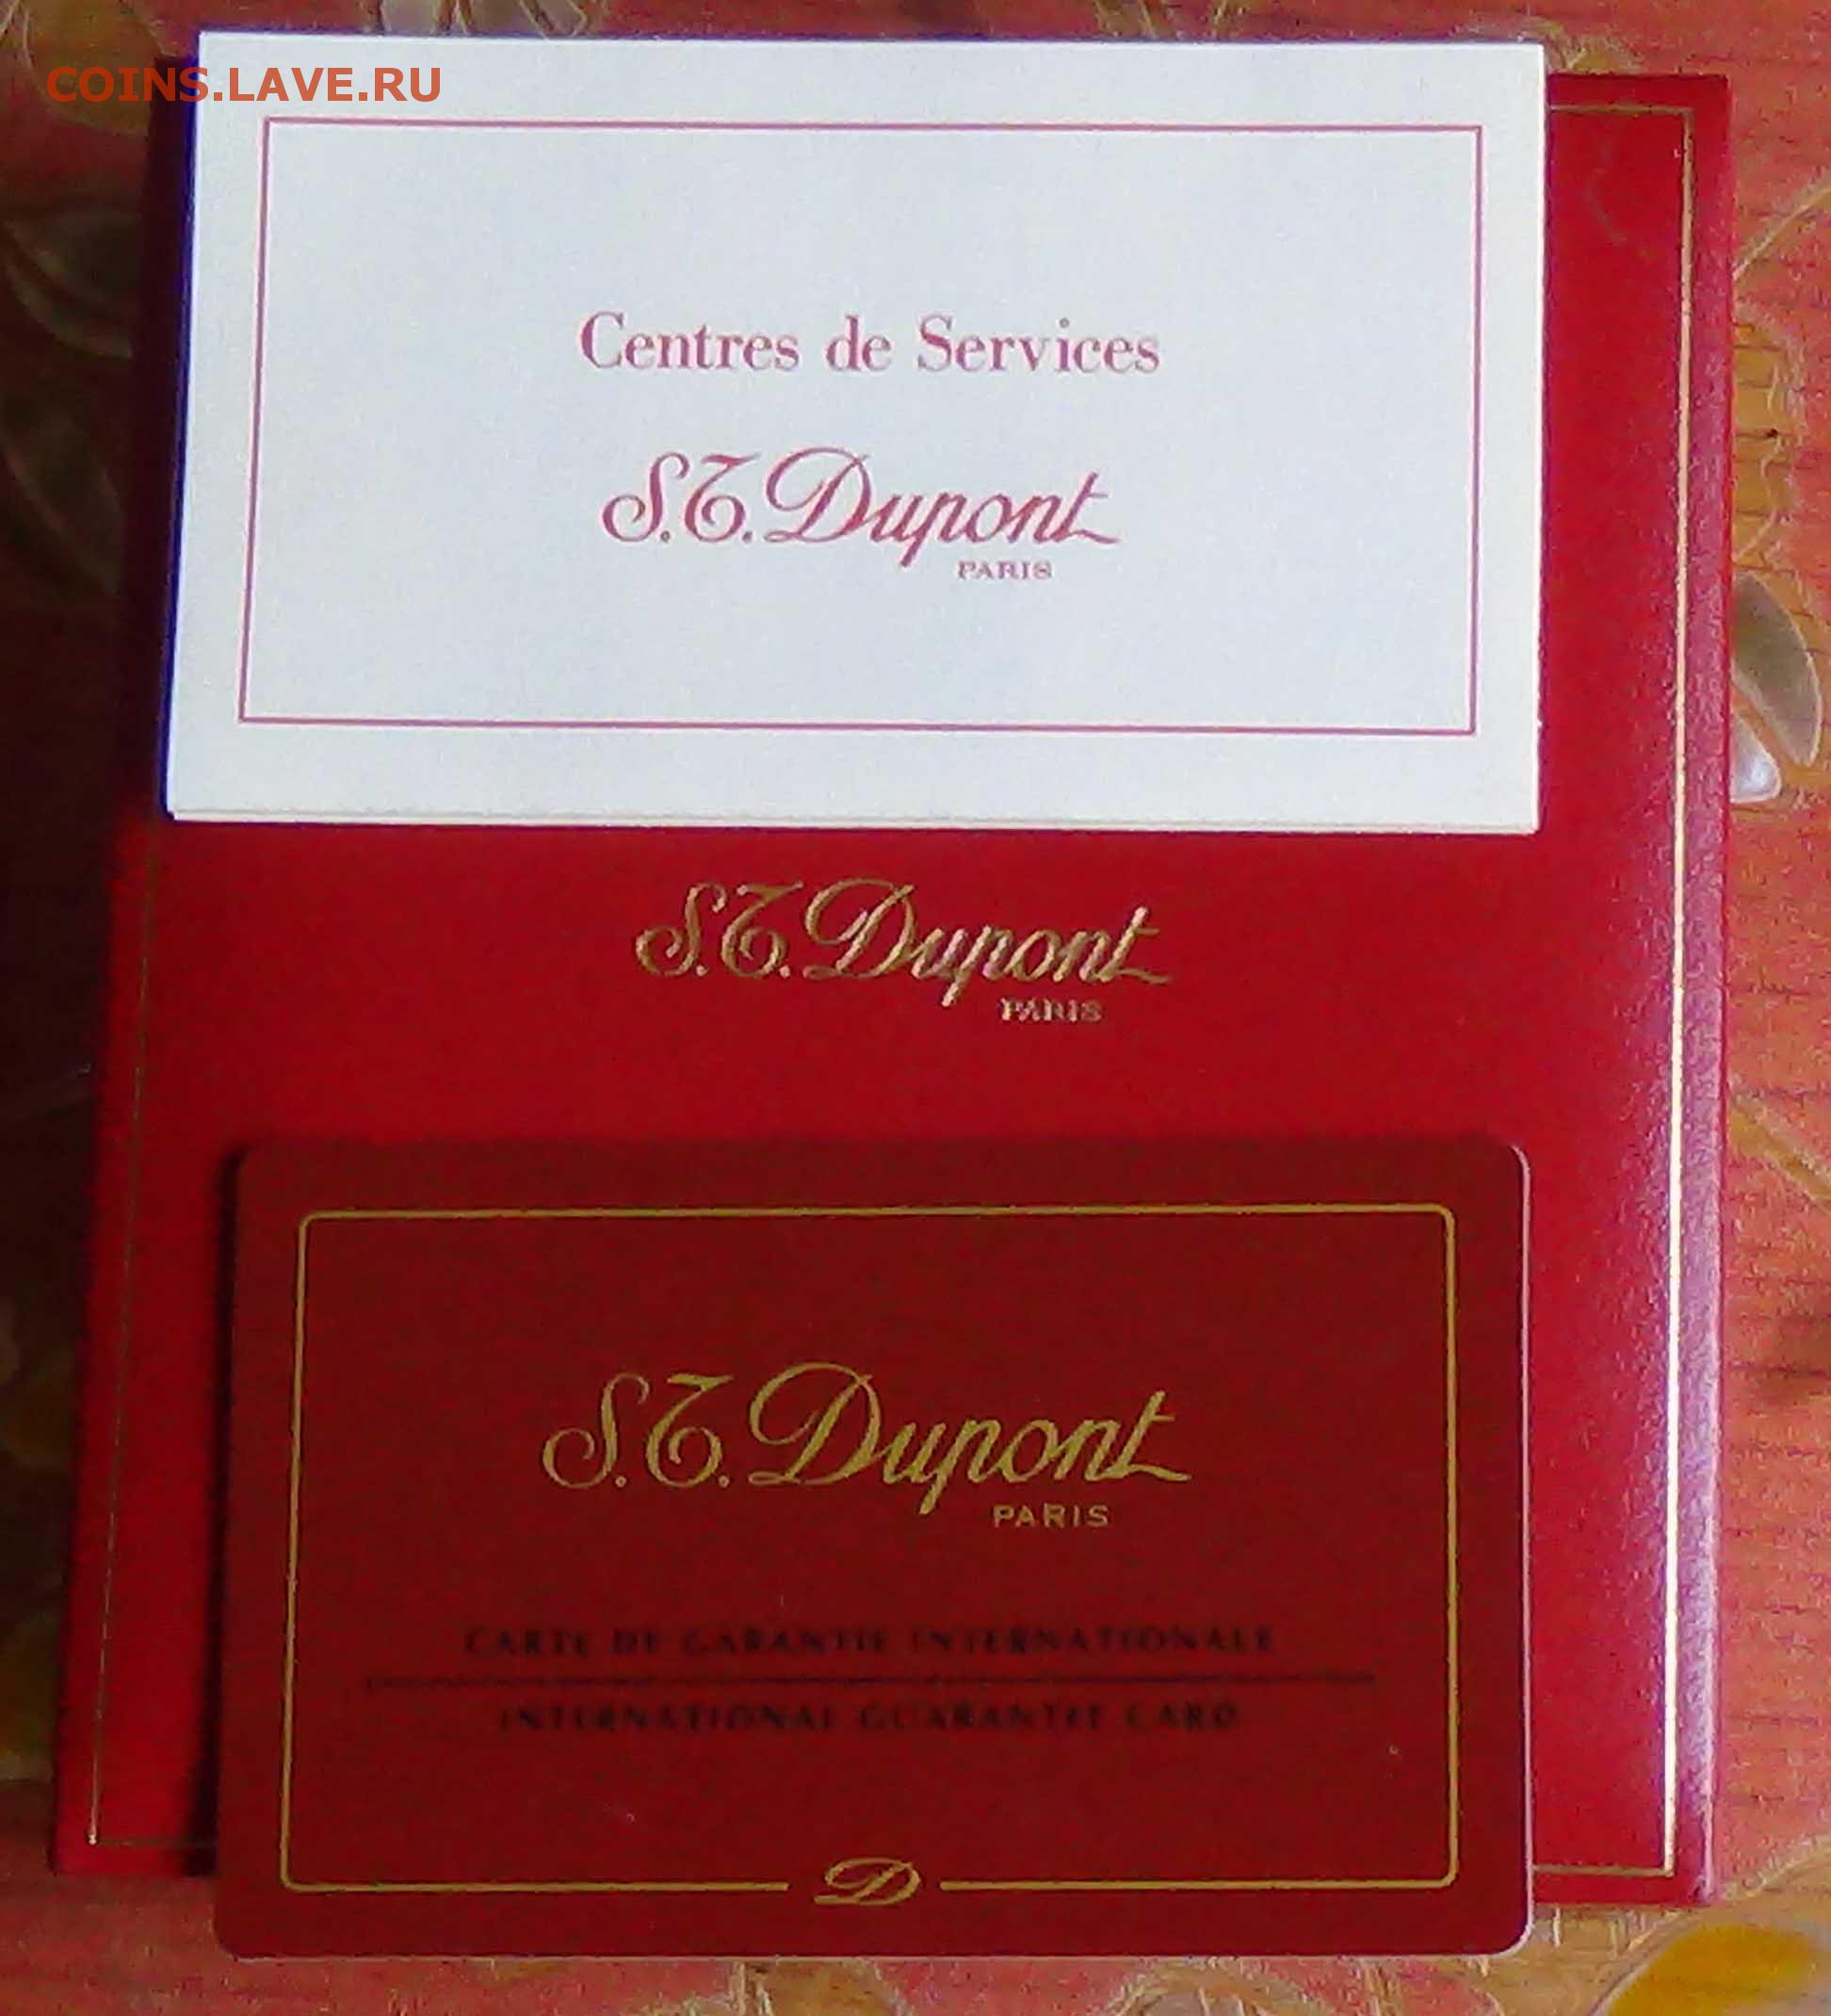 COINS.LAVE.RU
Centres de Services
S.T. Dupont
PARIS
S.T. Dupont
PARIS
S.T. Dupont
PARIS
CARTE DE GARANTIE INTERNATIONALE
INTERNATIONAL GUARANTEE CARD
D